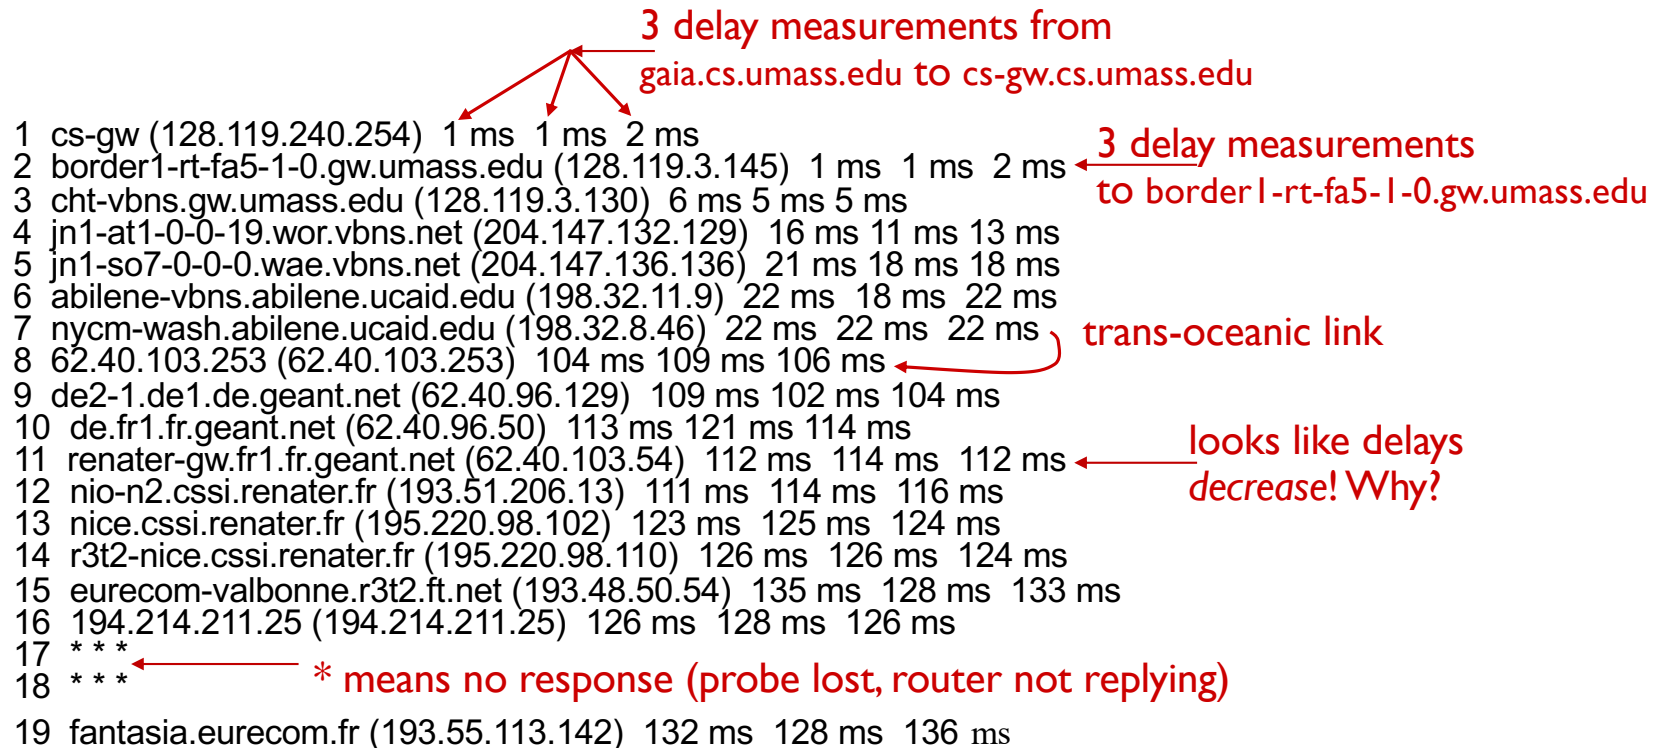 3 delay measurements from
gaia.cs.umass.edu to cs-gw.cs.umass.edu
1 cs-gw (128.119.240.254) 1 ms 1 ms 2 ms
2 border1-rt-fa5-1-0.gw.umass.edu (128.119.3.145) 1 ms 1 ms 2 ms
3 delay measurements
to border1-rt-fa5-1-0.gw.umass.edu
3 cht-vbns.gw.umass.edu (128.119.3.130) 6 ms 5 ms 5 ms
4 jn1-at1-0-0-19.wor.vbns.net (204.147.132.129) 16 ms 11 ms 13 ms
5 jn1-so7-0-0-0.wae.vbns.net (204.147.136.136) 21 ms 18 ms 18 ms
6 abilene-vbns.abilene.ucaid.edu (198.32.11.9) 22 ms 18 ms 22 ms
7 nycm-wash.abilene.ucaid.edu (198.32.8.46) 22 ms 22 ms 22 ms
trans-oceanic link
8 62.40.103.253 (62.40.103.253) 104 ms 109 ms 106 ms
9 de2-1.de1.de.geant.net (62.40.96.129) 109 ms 102 ms 104 ms
10 de.fr1.fr.geant.net (62.40.96.50) 113 ms 121 ms 114 ms
11 renater-gw.fr1.fr.geant.net (62.40.103.54) 112 ms 114 ms 112 ms
looks like delays
decrease! Why?
12 nio-n2.cssi.renater.fr (193.51.206.13) 111 ms 114 ms 116 ms
13 nice.cssi.renater.fr (195.220.98.102) 123 ms 125 ms 124 ms
14 r3t2-nice.cssi.renater.fr (195.220.98.110) 126 ms 126 ms 124 ms
15 eurecom-valbonne.r3t2.ft.net (193.48.50.54) 135 ms 128 ms 133 ms
16 194.214.211.25 (194.214.211.25) 126 ms 128 ms 126 ms
17 * * *
18 * * *
* means no response (probe lost, router not replying)
19 fantasia.eurecom.fr (193.55.113.142) 132 ms 128 ms 136 ms